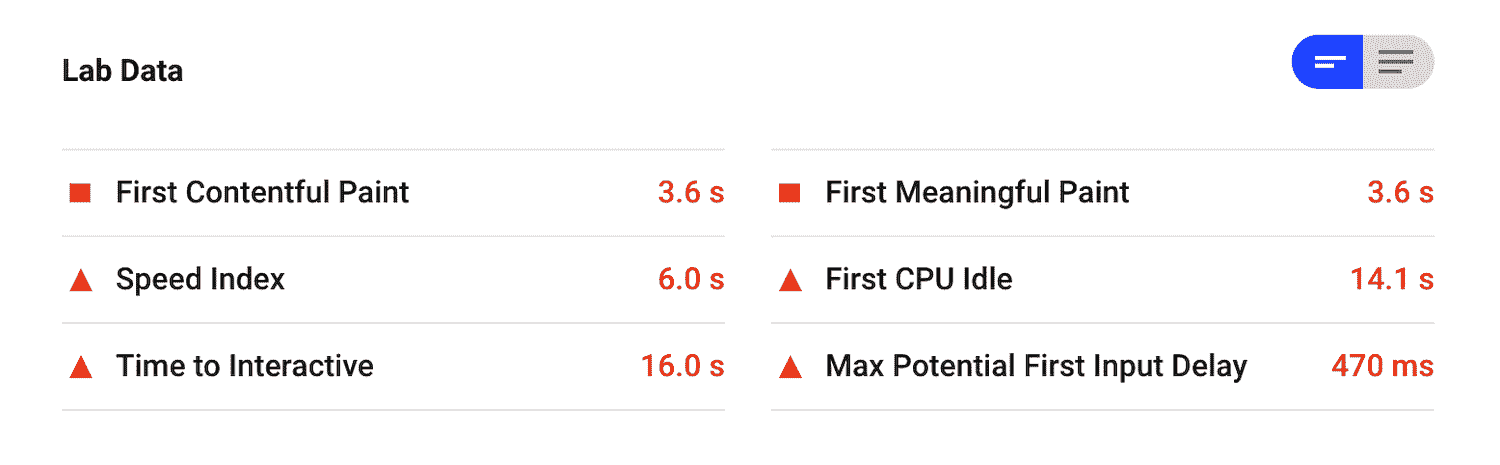 Lab Data
First Contentful Paint 3.6 s
First Meaningful Paint 3.6 s
Speed Index 6.0 s
First CPU Idle 14.1 s
Time to Interactive 16.0 s
Max Potential First Input Delay 470 ms